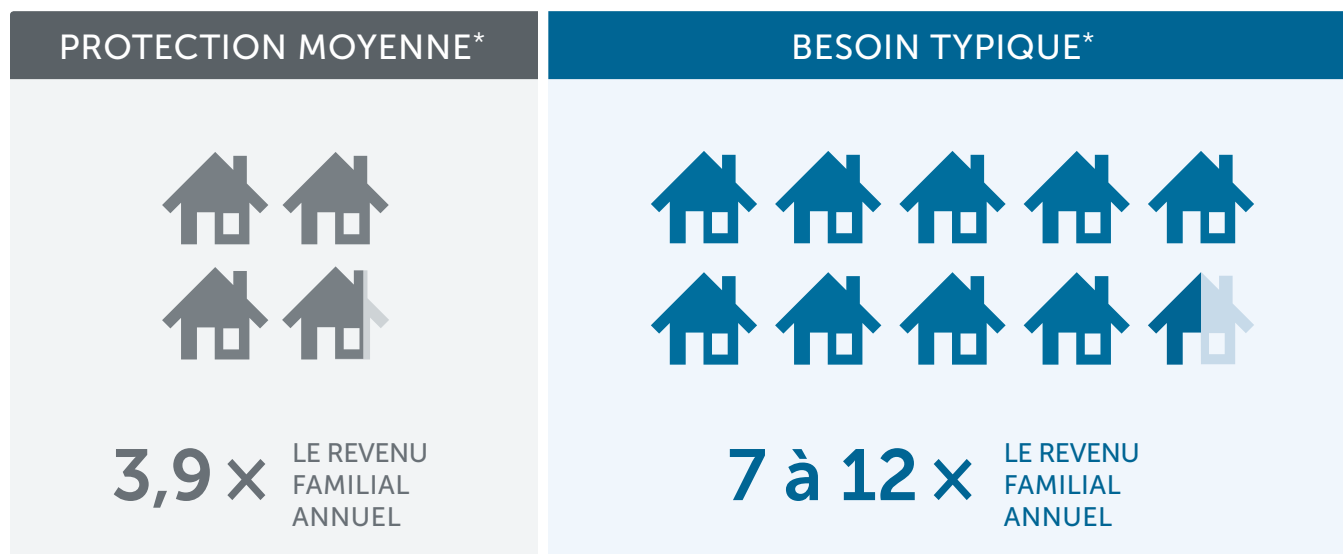 PROTECTION MOYENNE*
3,9 ×
LE REVENU
FAMILIAL
ANNUEL
BESOIN TYPIQUE*
7 à 12 ×
LE REVENU
FAMILIAL
ANNUEL